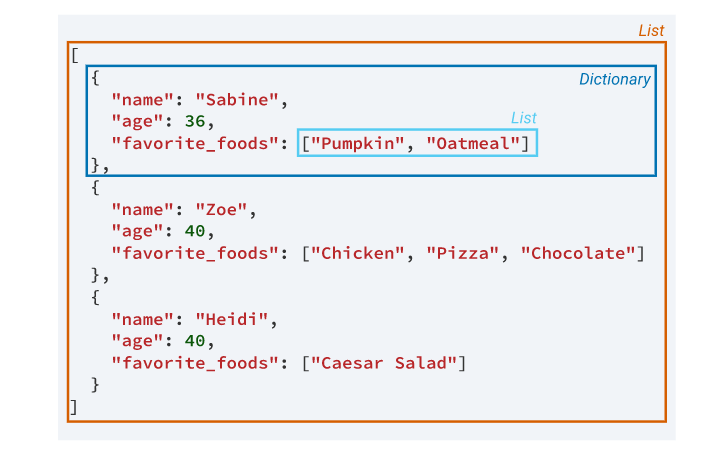 List
[
{ Dictionary
"name": "Sabine",
"age": 36, List
"favorite_foods": ["Pumpkin", "Oatmeal"]
},
{
"name": "Zoe",
"age": 40,
"favorite_foods": ["Chicken", "Pizza", "Chocolate"]
},
{
"name": "Heidi",
"age": 40,
"favorite_foods": ["Caesar Salad"]
}
]